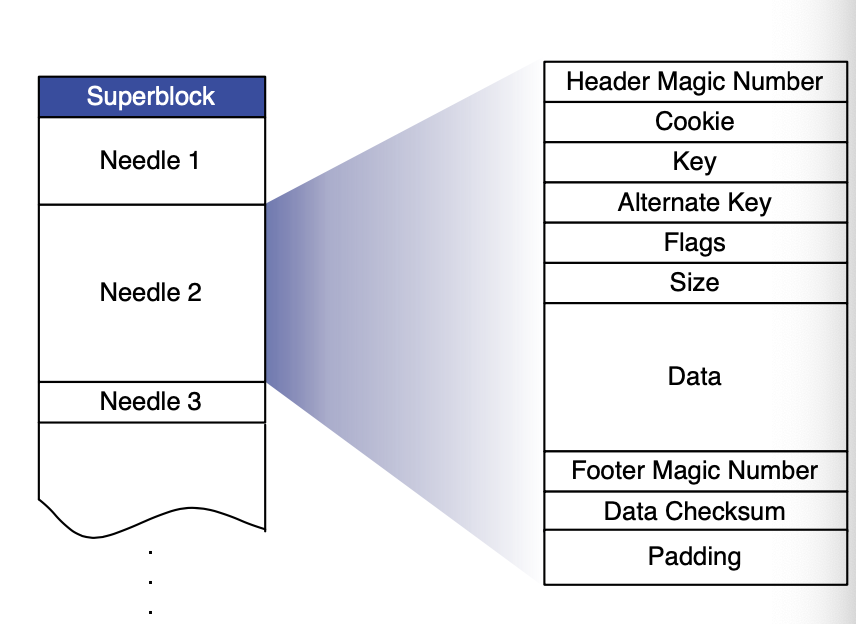 Superblock
Needle 1
Needle 2
Needle 3
Header Magic Number
Cookie
Key
Alternate Key
Flags
Size
Data
Footer Magic Number
Data Checksum
Padding